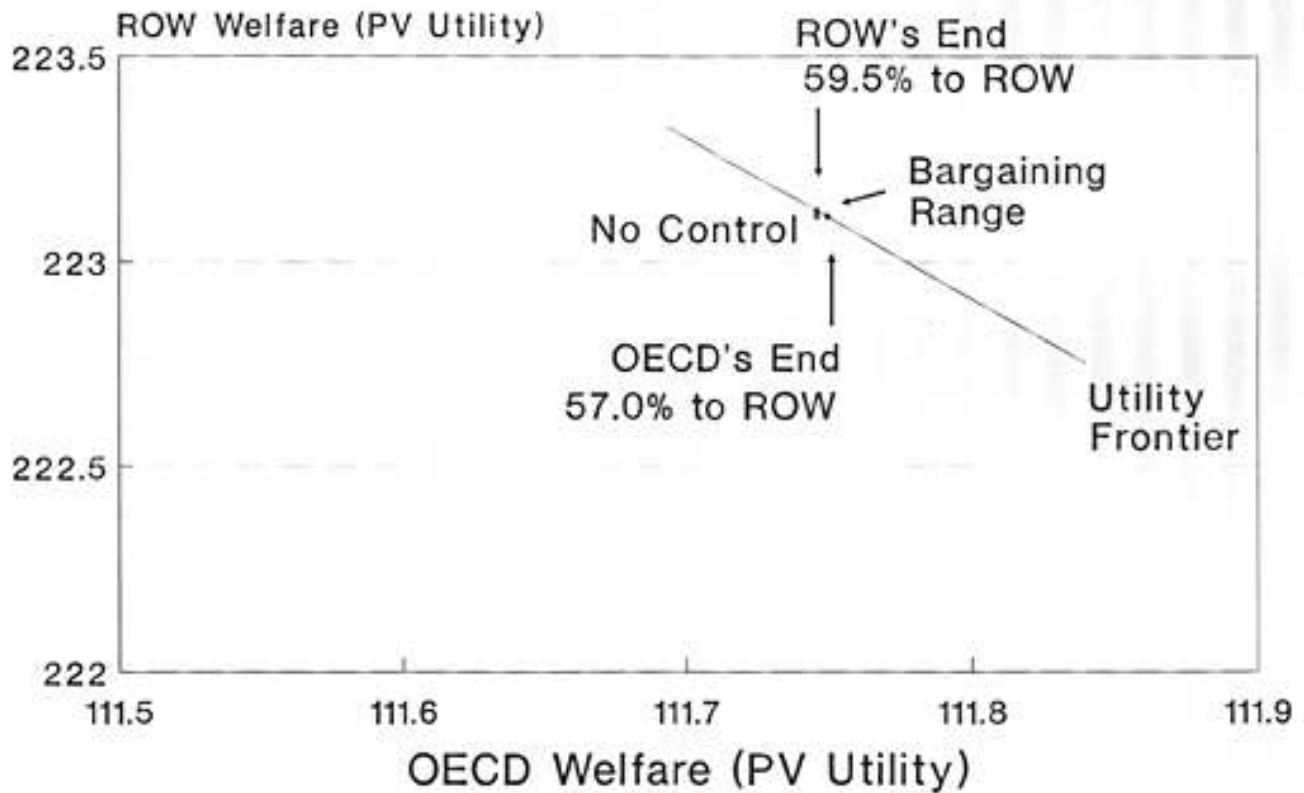 ROW Welfare (PV Utility)
223.5
ROW's End
59.5% to ROW
Bargaining
Range
No Control
223
OECD's End
57.0% to ROW
Utility
Frontier
222.5
222
111.5
111.6
111.7
111.8
111.9
OECD Welfare (PV Utility)